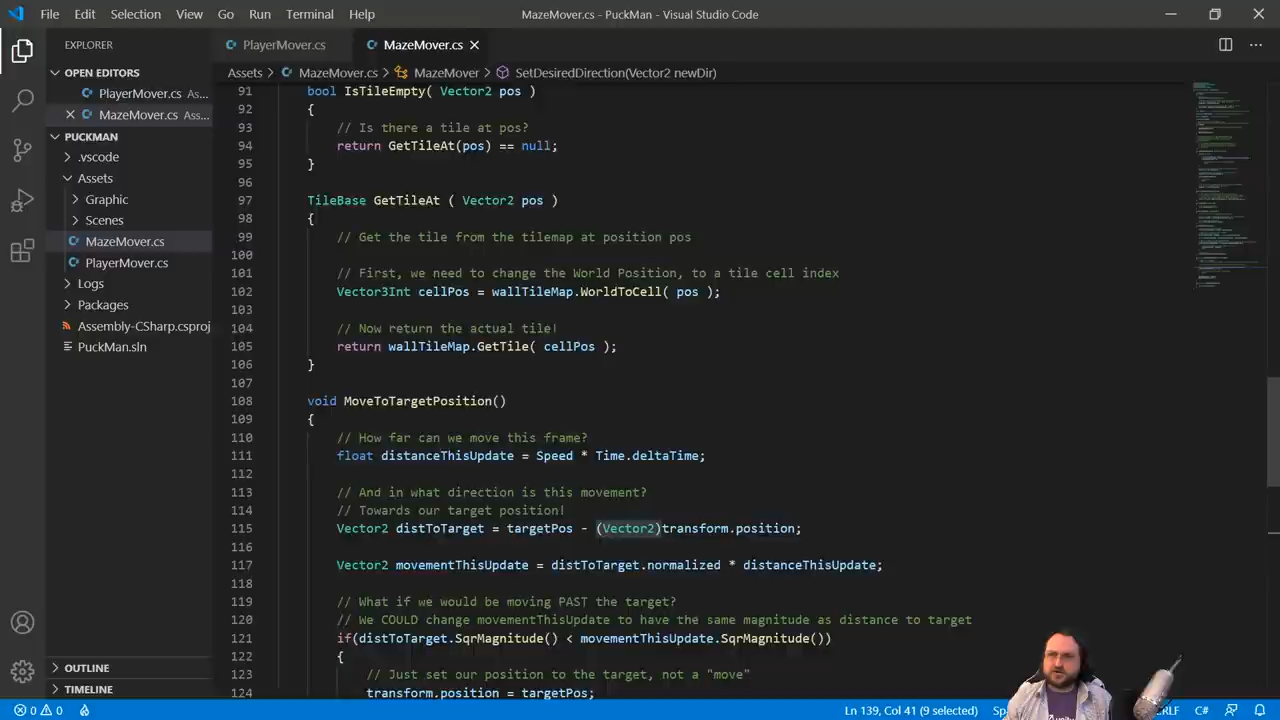 File Edit Selection View Go Run Terminal Help
MazeMover.cs - PuckMan - Visual Studio Code
EXPLORER
OPEN EDITORS
PlayerMover.cs As...
MazeMover.cs Ass...
PUCKMAN
.vscode
Assets
Graphic
Scenes
MazeMover.cs
PlayerMover.cs
Logs
Packages
Assembly-CSharp.csproj
PuckMan.sln
OUTLINE
TIMELINE
PlayerMover.cs MazeMover.cs
Assets > MazeMover.cs > MazeMover > SetDesiredDirection(Vector2 newDir)
91 bool IsTileEmpty( Vector2 pos )
92 {
93 // Is there a tile at pos?
94 return GetTileAt(pos) == null;
95 }
96
97 TileBase GetTileAt ( Vector2 pos )
98 {
99 // Get the tile from our tilemap at position pos
100
101 // First, we need to change the World Position, to a tile cell index
102 Vector3Int cellPos = wallTileMap.WorldToCell( pos );
103
104 // Now return the actual tile!
105 return wallTileMap.GetTile( cellPos );
106 }
107
108 void MoveToTargetPosition()
109 {
110 // How far can we move this frame?
111 float distanceThisUpdate = Speed * Time.deltaTime;
112
113 // And in what direction is this movement?
114 // Towards our target position!
115 Vector2 distToTarget = targetPos - (Vector2)transform.position;
116
117 Vector2 movementThisUpdate = distToTarget.normalized * distanceThisUpdate;
118
119 // What if we would be moving PAST the target?
120 // We COULD change movementThisUpdate to have the same magnitude as distance to target
121 if(distToTarget.SqrMagnitude() < movementThisUpdate.SqrMagnitude())
122 {
123 // Just set our position to the target, not a "move"
124 transform.position = targetPos;
0 0 Ln 139, Col 41 (9 selected) CRLF C#